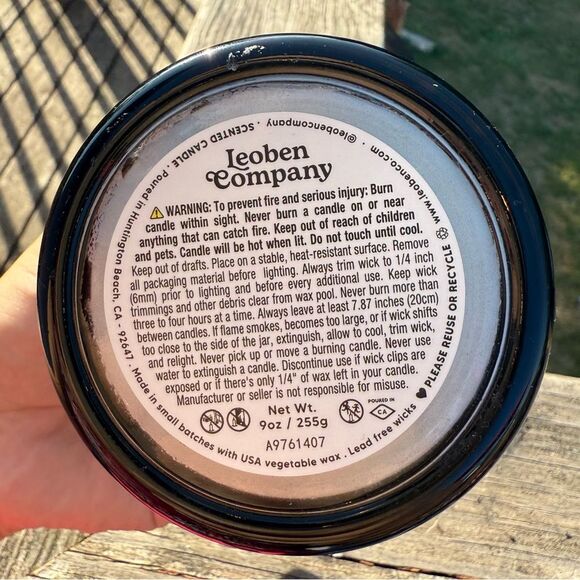 Leoben
Company
⚠ WARNING: To prevent fire and serious injury: Burn
candle within sight. Never burn a candle on or near
anything that can catch fire. Keep out of reach of children
and pets. Candle will be hot when lit. Do not touch until cool.
Keep out of drafts. Place on a stable, heat-resistant surface. Remove
all packaging material before lighting. Always trim wick to 1/4 inch
(6mm) prior to lighting and before every additional use. Keep wick
trimmings and other debris clear from wax pool. Never burn more than
three to four hours at a time. Always leave at least 7.87 inches (20cm)
between candles. If flame smokes, becomes too large, or if wick shifts
too close to the side of the jar, extinguish, allow to cool, trim wick,
and relight. Never pick up or move a burning candle. Never use
water to extinguish a candle. Discontinue use if wick clips are
exposed or if there's only 1/4" of wax left in your candle.
Manufacturer or seller is not responsible for misuse.
Net Wt.
9oz / 255g
A9761407
POURED IN
CA
@leobencompany · SCENTED CANDLE · Poured in Huntington Beach, CA - 92647 · Made in small batches with USA vegetable wax · Lead free wicks ♥ PLEASE REUSE OR RECYCLE ♲ www.leobenco.com ·